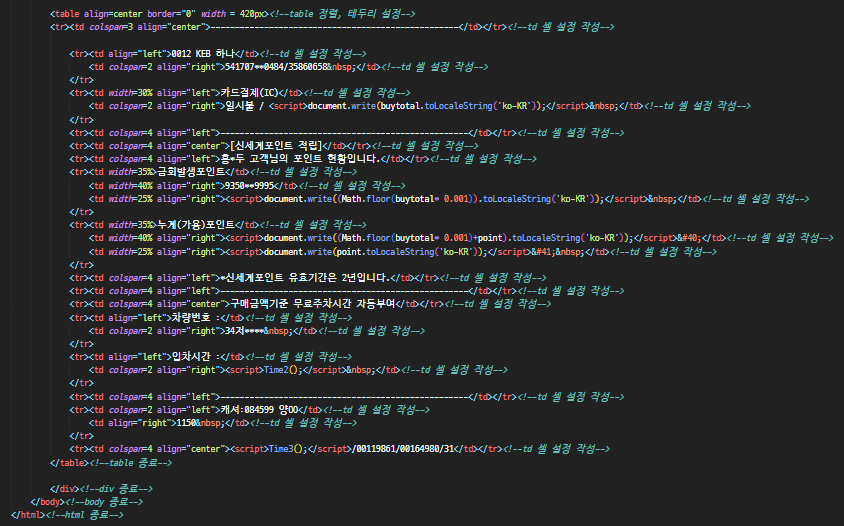 <table align=center border="0" width = 420px><!--table 정렬, 테두리 설정-->
<tr><td colspan=3 align="center">--------------------------------------------------</td></tr><!--td 셀 설정 작성-->
<tr><td align="left">0012 KEB 하나</td><!--td 셀 설정 작성-->
<td colspan=2 align="right">541707**0484/35860658&nbsp;</td><!--td 셀 설정 작성-->
</tr>
<tr><td width=30% align="left">카드결제(IC)</td><!--td 셀 설정 작성-->
<td colspan=2 align="right">일시불 / <script>document.write(buytotal.toLocaleString('ko-KR'));</script>&nbsp;</td><!--td 셀 설정 작성-->
</tr>
<tr><td colspan=4 align="left">--------------------------------------------------</td></tr><!--td 셀 설정 작성-->
<tr><td colspan=4 align="center">[신세계포인트 적립]</td></tr><!--td 셀 설정 작성-->
<tr><td colspan=4 align="left">홍*두 고객님의 포인트 현황입니다.</td></tr><!--td 셀 설정 작성-->
<tr><td width=35%>금회발생포인트</td><!--td 셀 설정 작성-->
<td width=40% align="right">9350**9995</td><!--td 셀 설정 작성-->
<td width=25% align="right"><script>document.write((Math.floor(buytotal* 0.001)).toLocaleString('ko-KR'));</script>&nbsp;</td><!--td 셀 설정 작성-->
</tr>
<tr><td width=35%>누계(가용)포인트</td><!--td 셀 설정 작성-->
<td width=40% align="right"><script>document.write((Math.floor(buytotal* 0.001)+point).toLocaleString('ko-KR'));</script>&#40;</td><!--td 셀 설정 작성-->
<td width=25% align="right"><script>document.write(point.toLocaleString('ko-KR'));</script>&#41;&nbsp;</td><!--td 셀 설정 작성-->
</tr>
<tr><td colspan=4 align="left">*신세계포인트 유효기간은 2년입니다.</td></tr><!--td 셀 설정 작성-->
<tr><td colspan=4 align="left">--------------------------------------------------</td></tr><!--td 셀 설정 작성-->
<tr><td colspan=4 align="center">구매금액기준 무료주차시간 자동부여</td></tr><!--td 셀 설정 작성-->
<tr><td align="left">차량번호 :</td><!--td 셀 설정 작성-->
<td colspan=2 align="right">34저****&nbsp;</td><!--td 셀 설정 작성-->
</tr>
<tr><td align="left">입차시간 :</td><!--td 셀 설정 작성-->
<td colspan=2 align="right"><script>Time2();</script>&nbsp;</td><!--td 셀 설정 작성-->
</tr>
<tr><td colspan=4 align="left">--------------------------------------------------</td></tr><!--td 셀 설정 작성-->
<tr><td colspan=2 align="left">캐셔:084599 양OO</td><!--td 셀 설정 작성-->
<td align="right">1150&nbsp;</td><!--td 셀 설정 작성-->
</tr>
<tr><td colspan=4 align="center"><script>Time3();</script>/00119861/00164980/31</td></tr><!--td 셀 설정 작성-->
</table><!--table 종료-->
</div><!--div 종료-->
</body><!--body 종료-->
</html><!--html 종료-->